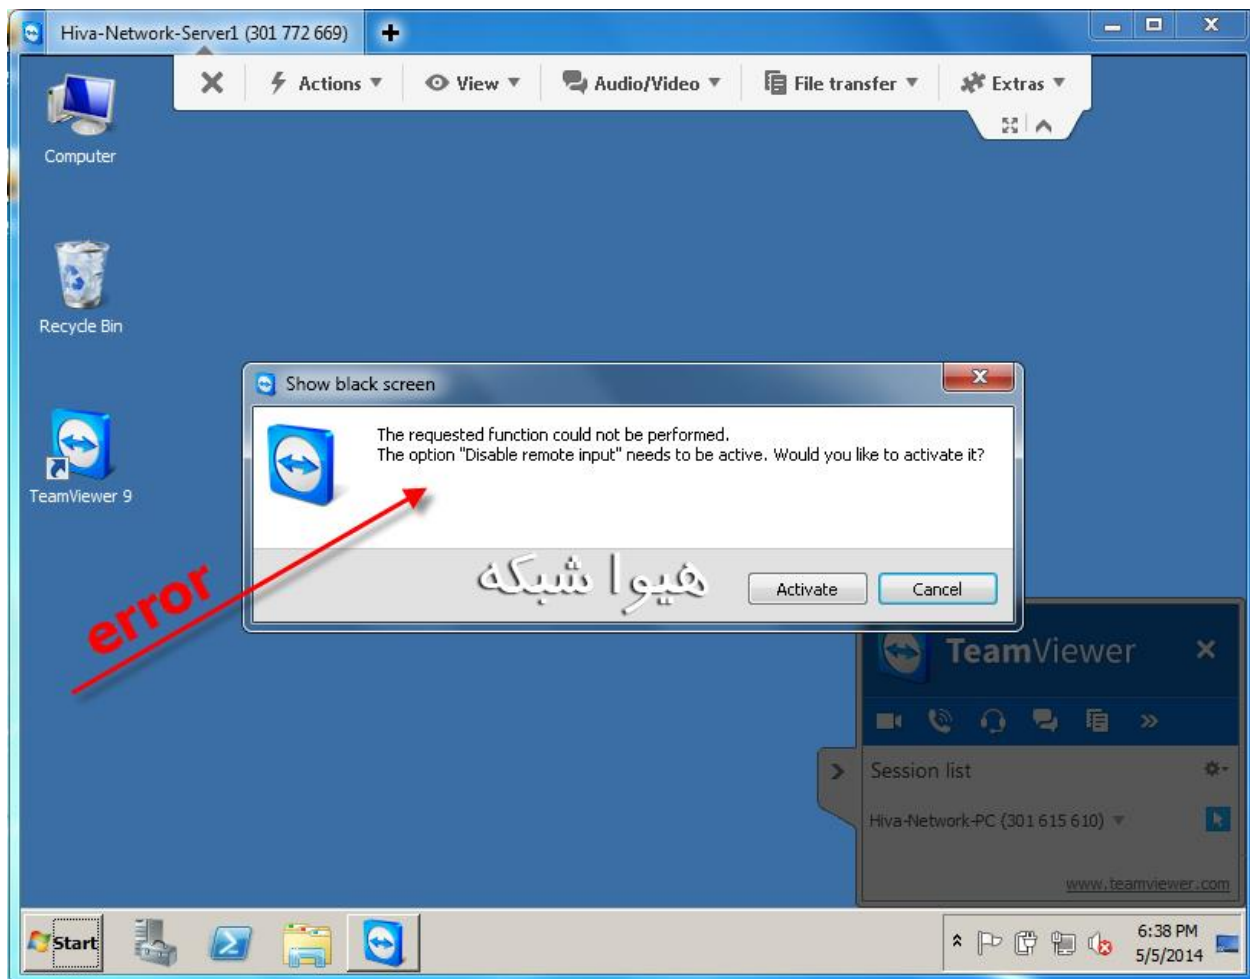 Hiva-Network-Server1 (301 772 669)
Actions
View
Audio/Video
File transfer
Extras
Computer
Recycle Bin
TeamViewer 9
Show black screen
The requested function could not be performed.
The option "Disable remote input" needs to be active. Would you like to activate it?
error
هیوا شبکه
Activate
Cancel
TeamViewer
Session list
Hiva-Network-PC (301 615 610)
www.teamviewer.com
Start
6:38 PM
5/5/2014